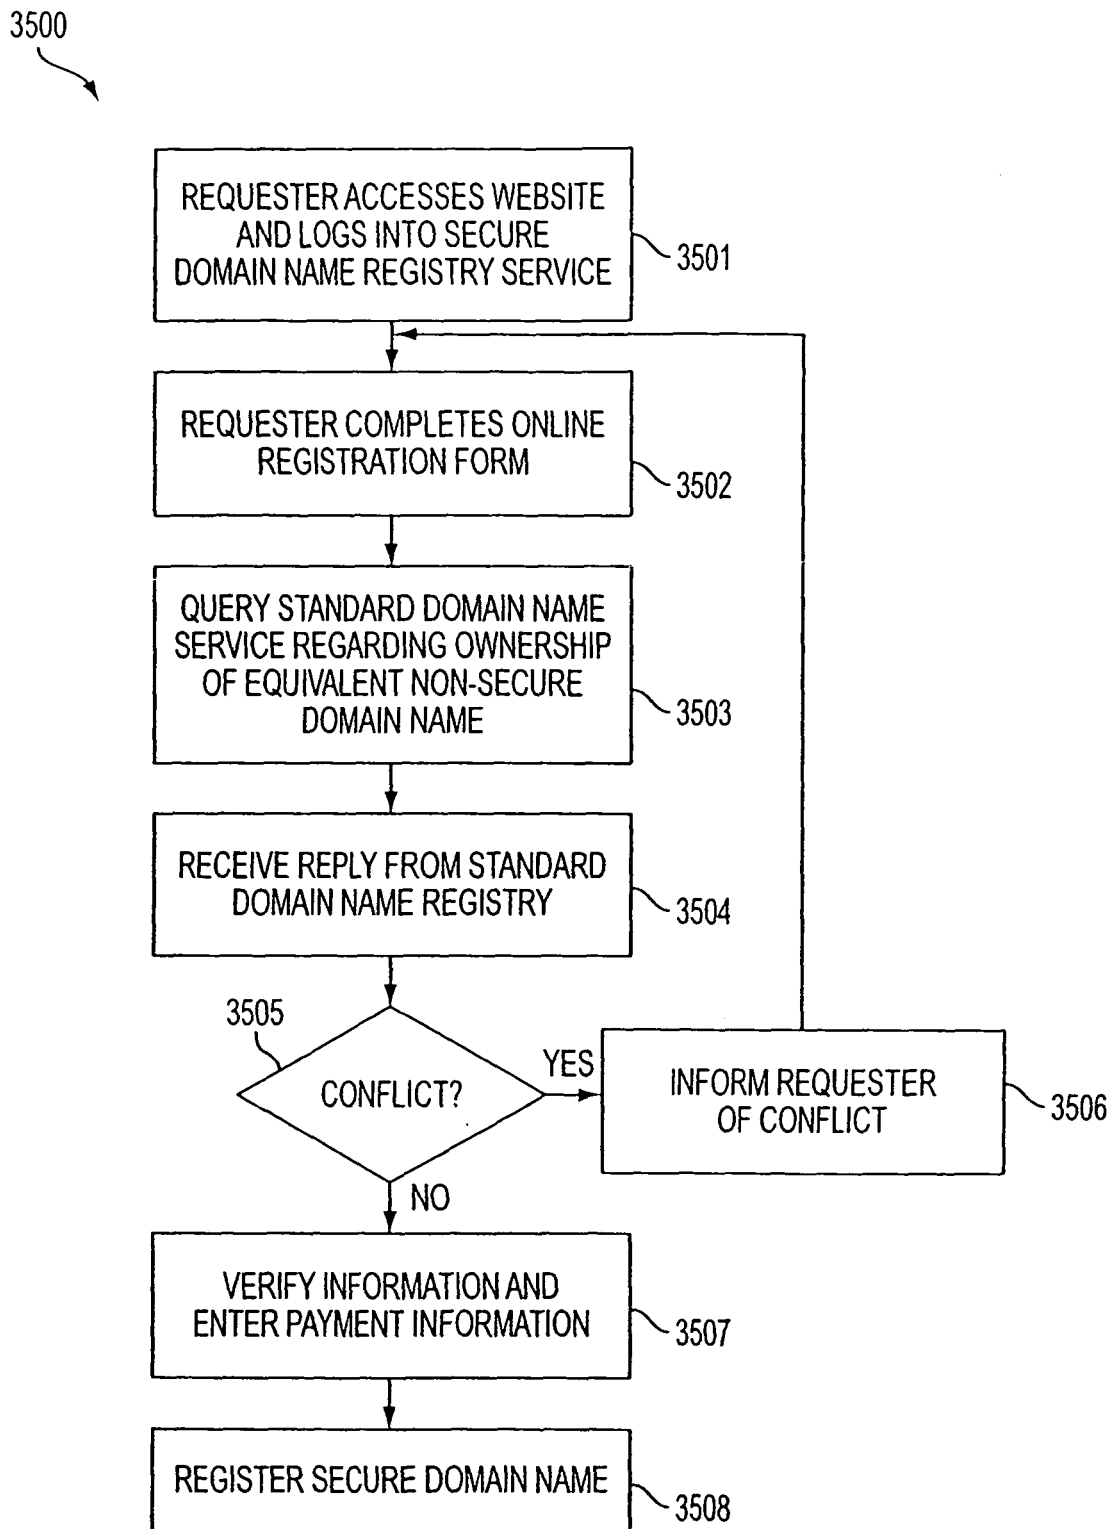 3500
REQUESTER ACCESSES WEBSITE
AND LOGS INTO SECURE
DOMAIN NAME REGISTRY SERVICE
3501
REQUESTER COMPLETES ONLINE
REGISTRATION FORM
3502
QUERY STANDARD DOMAIN NAME
SERVICE REGARDING OWNERSHIP
OF EQUIVALENT NON-SECURE
DOMAIN NAME
3503
RECEIVE REPLY FROM STANDARD
DOMAIN NAME REGISTRY
3504
3505
CONFLICT?
YES
INFORM REQUESTER
OF CONFLICT
3506
NO
VERIFY INFORMATION AND
ENTER PAYMENT INFORMATION
3507
REGISTER SECURE DOMAIN NAME
3508